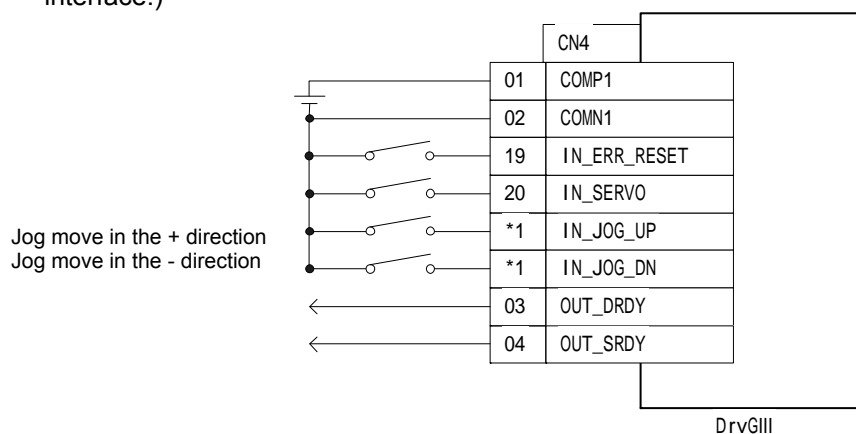 interface.)
CN4
01 COMP1
02 COMN1
19 IN_ERR_RESET
20 IN_SERVO
Jog move in the + direction *1 IN_JOG_UP
Jog move in the - direction *1 IN_JOG_DN
03 OUT_DRDY
04 OUT_SRDY
DrvGIII